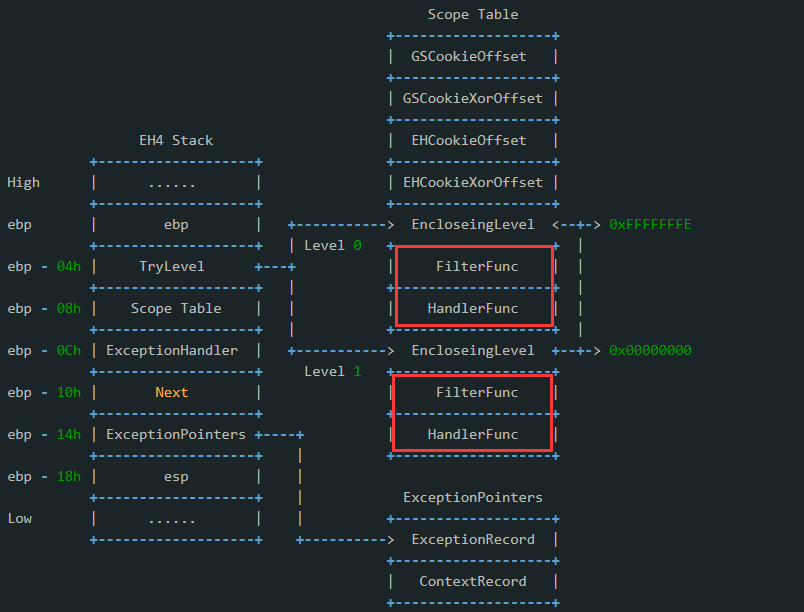 Scope Table
+-------------------+
| GSCookieOffset |
+-------------------+
| GSCookieXorOffset |
+-------------------+
EH4 Stack | EHCookieOffset |
+-------------------+ +-------------------+
High | ...... | | EHCookieXorOffset |
+-------------------+ +-------------------+
ebp | ebp | +-----------> EncloseingLevel <--+-> 0xFFFFFFFE
+-------------------+ | Level 0 +-------------------+ |
ebp - 04h | TryLevel +---+ | FilterFunc | |
+-------------------+ | +-------------------+ |
ebp - 08h | Scope Table | | | HandlerFunc | |
+-------------------+ | +-------------------+ |
ebp - 0Ch | ExceptionHandler | +-----------> EncloseingLevel +--+-> 0x00000000
+-------------------+ Level 1 +-------------------+
ebp - 10h | Next | | FilterFunc |
+-------------------+ +-------------------+
ebp - 14h | ExceptionPointers +----+ | HandlerFunc |
+-------------------+ | +-------------------+
ebp - 18h | esp | |
+-------------------+ | ExceptionPointers
Low | ...... | | +-------------------+
+-------------------+ +----------> ExceptionRecord |
+-------------------+
| ContextRecord |
+-------------------+